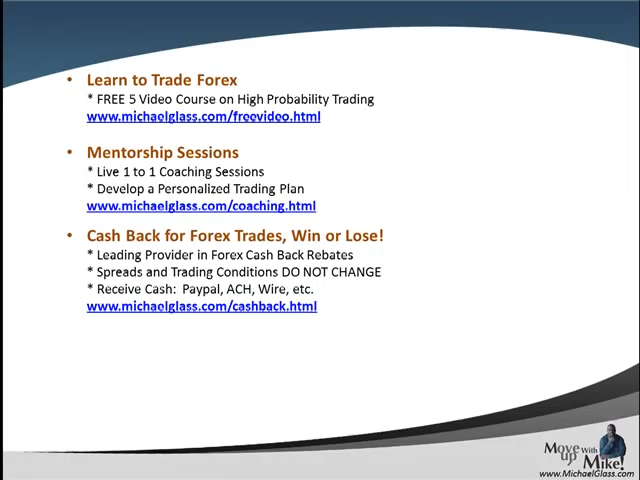 • Learn to Trade Forex
* FREE 5 Video Course on High Probability Trading
www.michaelglass.com/freevideo.html
• Mentorship Sessions
* Live 1 to 1 Coaching Sessions
* Develop a Personalized Trading Plan
www.michaelglass.com/coaching.html
• Cash Back for Forex Trades, Win or Lose!
* Leading Provider in Forex Cash Back Rebates
* Spreads and Trading Conditions DO NOT CHANGE
* Receive Cash: Paypal, ACH, Wire, etc.
www.michaelglass.com/cashback.html
Move up With Mike!
www.MichaelGlass.com